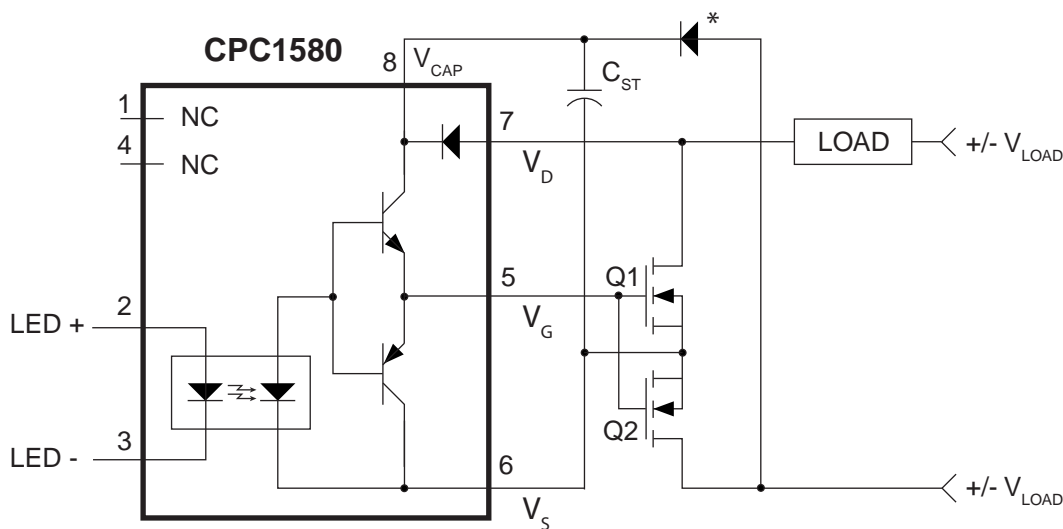 CPC1580
*
8 V_CAP
C_ST
1 NC
7
LOAD
+/- V_LOAD
4 NC
V_D
5
Q1
2
LED +
V_G
Q2
3
LED -
6
V_S
+/- V_LOAD